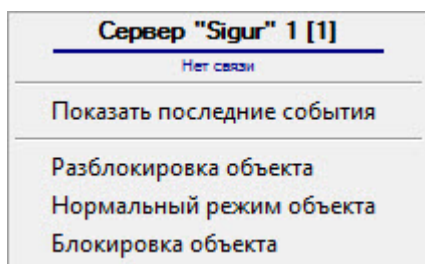 Сервер "Sigur" 1 [1]
Нет связи
Показать последние события
Разблокировка объекта
Нормальный режим объекта
Блокировка объекта